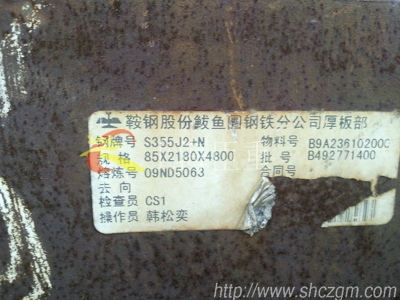 鞍钢股份鲅鱼圈钢铁分公司厚板部
钢牌号 S355J2+N 物料号 B9A23610200C
规格 85X2180X4800 批号 B492771400
熔炼号 09ND5063 合同号
去向
检查员 CS1
操作员 韩松奕
http://www.shczgm.com